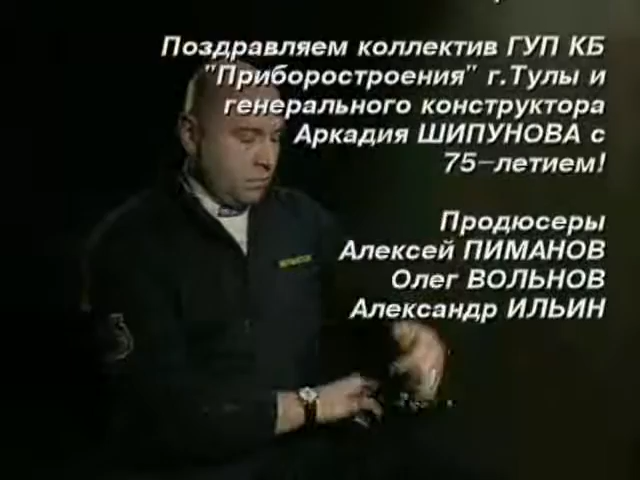 Поздравляем коллектив ГУП КБ
"Приборостроения" г.Тулы и
генерального конструктора
Аркадия ШИПУНОВА с
75-летием!
Продюсеры
Алексей ПИМАНОВ
Олег ВОЛЬНОВ
Александр ИЛЬИН